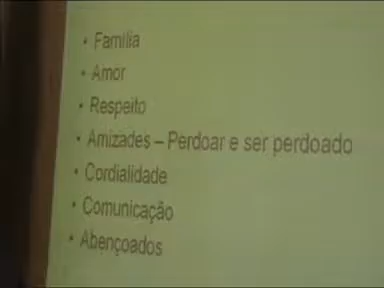 • Família
• Amor
• Respeito
• Amizades – Perdoar e ser perdoado
• Cordialidade
• Comunicação
• Abençoados